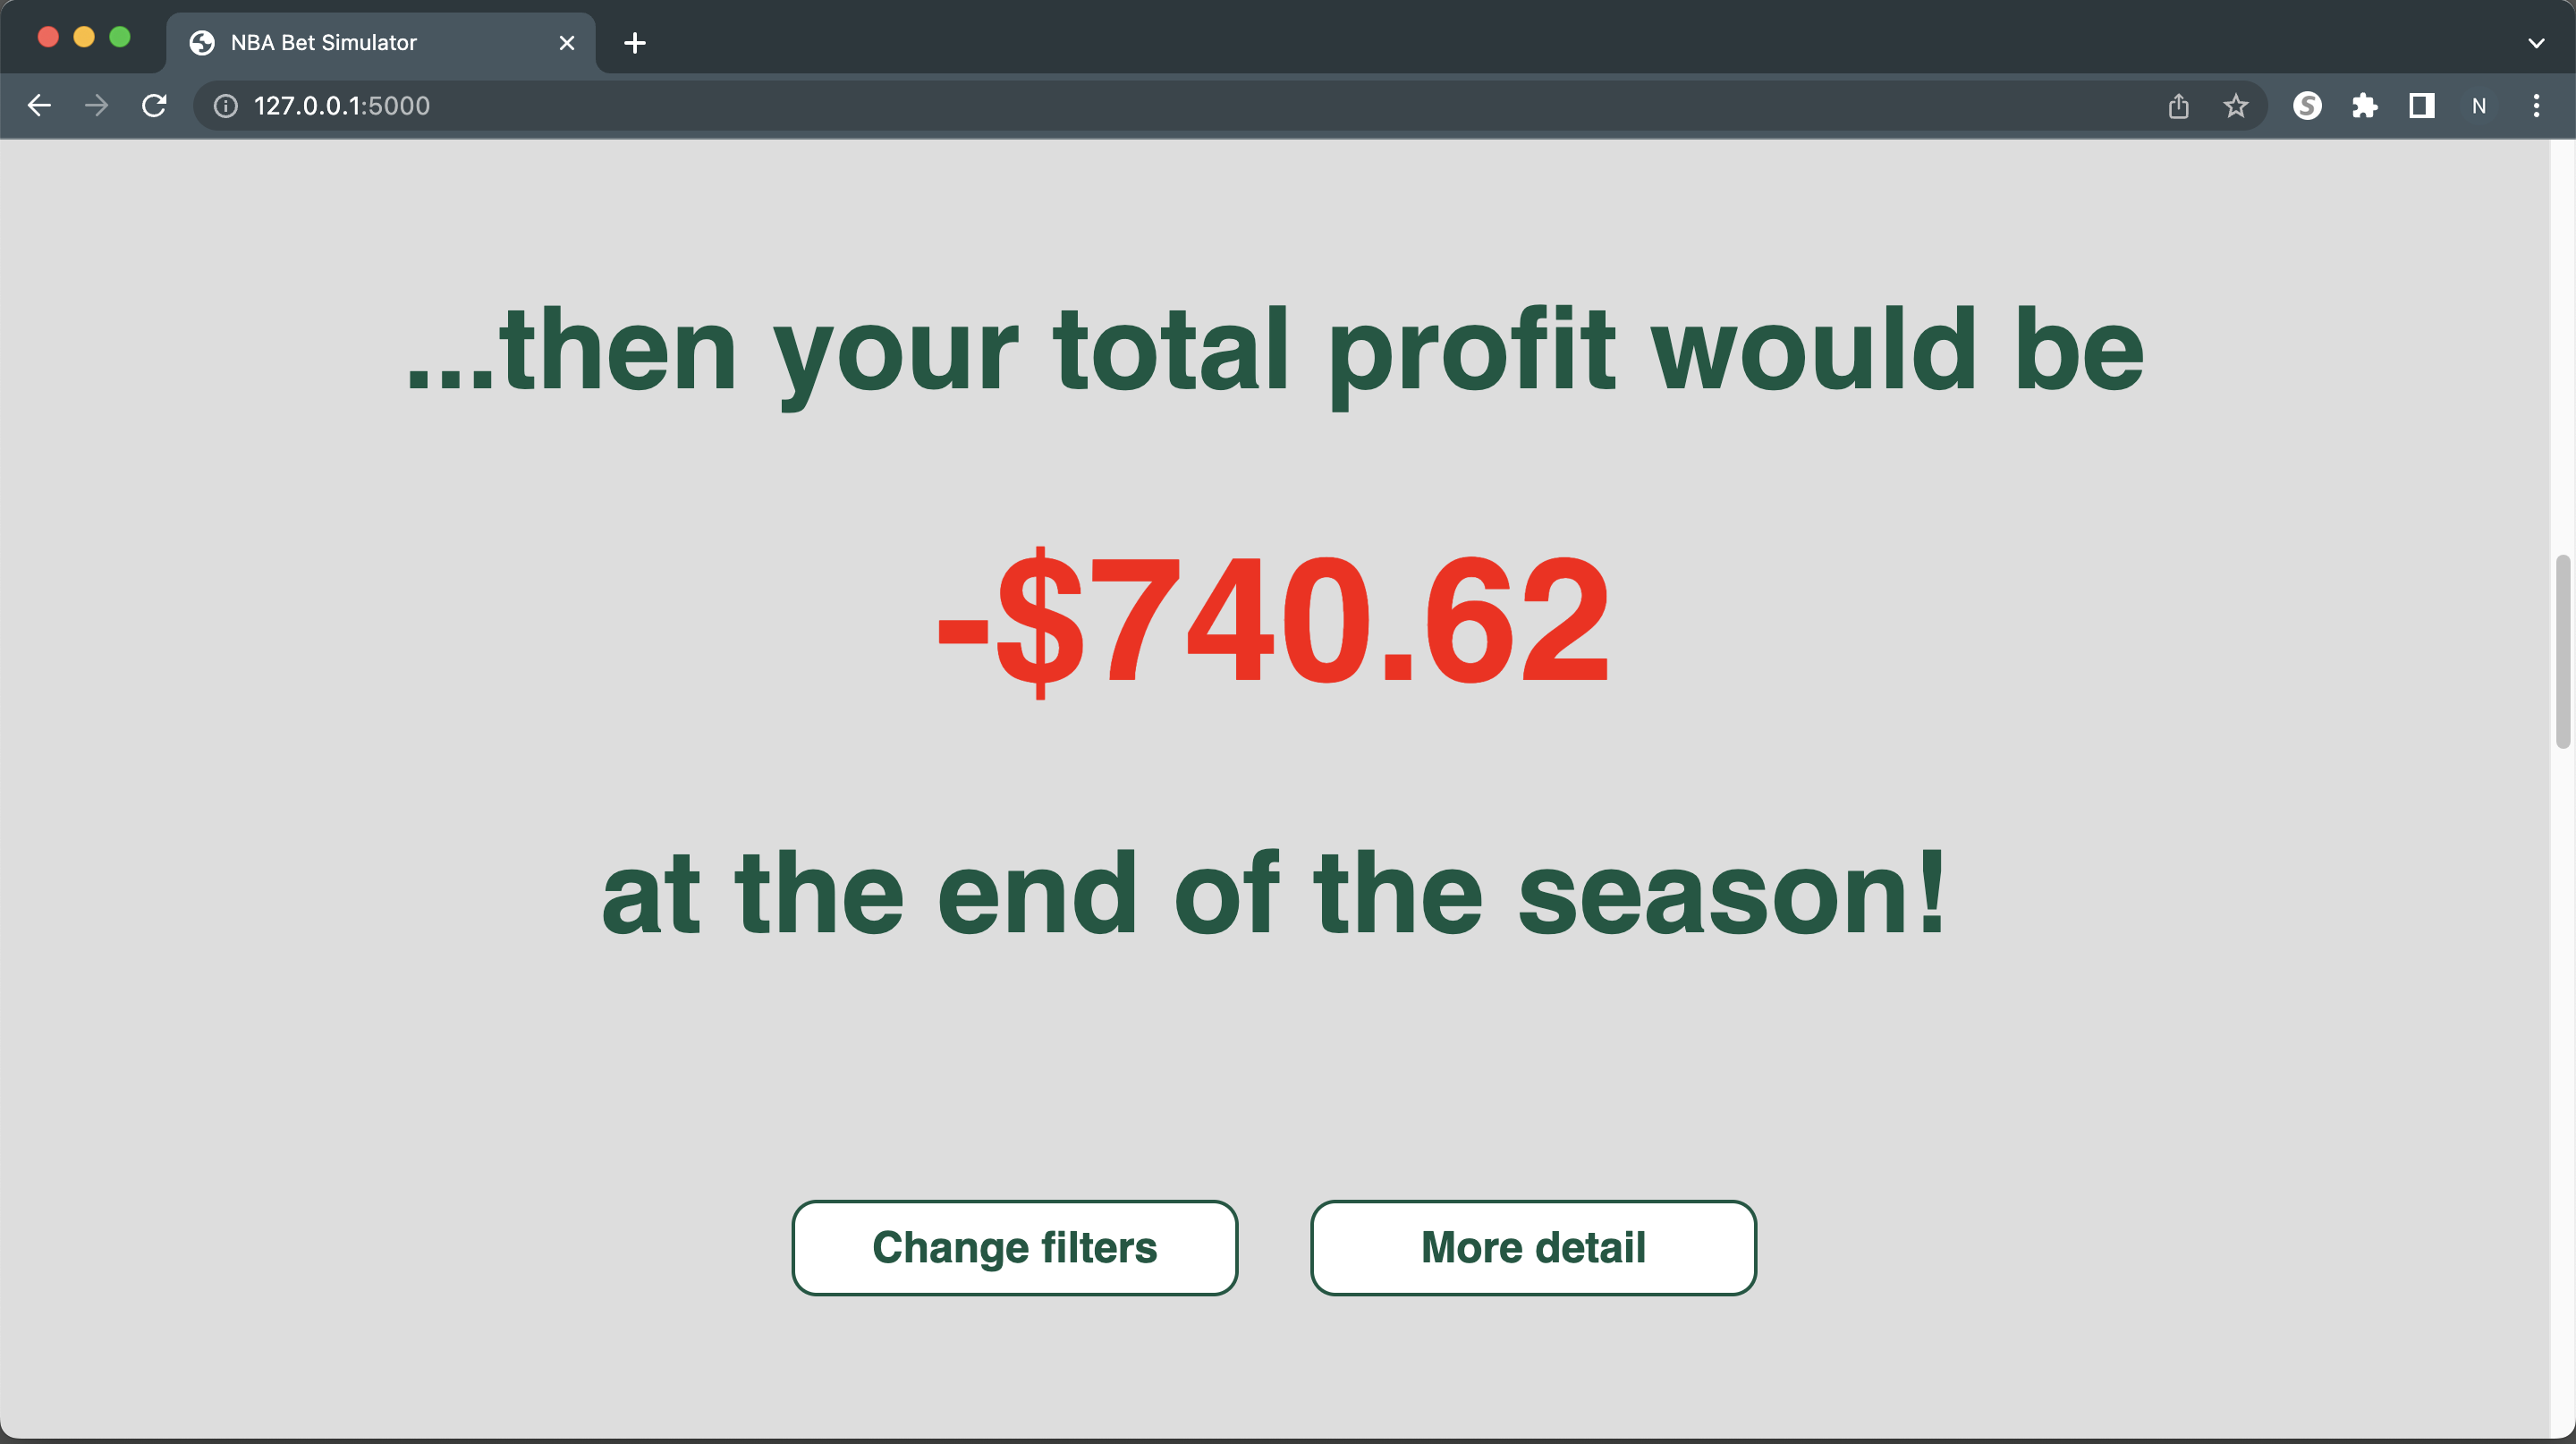 NBA Bet Simulator
127.0.0.1:5000
N
...then your total profit would be
-$740.62
at the end of the season!
Change filters
More detail